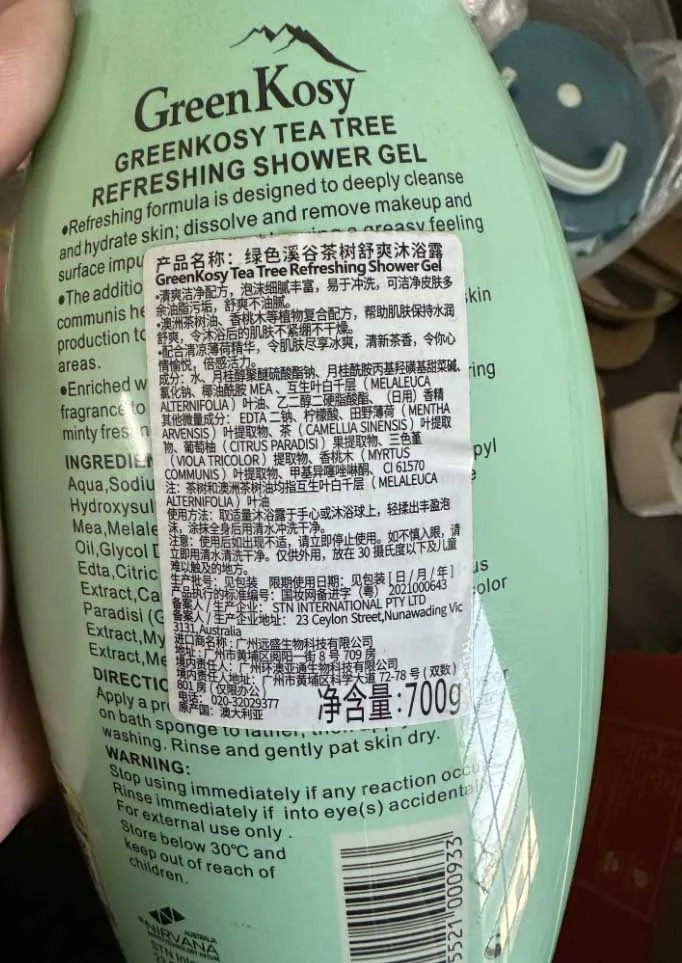 GreenKosy
GREENKOSY TEA TREE
REFRESHING SHOWER GEL
•Refreshing formula is designed to deeply cleanse
and hydrate skin; dissolve and remove makeup and
surface impu greasy feeling
•The additio
communis he skin
production to
areas.
•Enriched w ring
fragrance to
minty fres
产品名称：绿色溪谷茶树舒爽沐浴露
GreenKosy Tea Tree Refreshing Shower Gel
•清爽洁净配方，泡沫细腻丰富，易于冲洗，可洁净皮肤多
余油脂污垢，舒爽不油腻。
•澳洲茶树油、香桃木等植物复合配方，帮助肌肤保持水润
舒爽，令沐浴后的肌肤不紧绷不干燥。
•配合清凉薄荷精华，令肌肤尽享冰爽，清新茶香，令你心
情愉悦，倍感活力。
成分：水、月桂醇聚醚硫酸酯钠、月桂酰胺丙基羟磺基甜菜碱、
氯化钠、椰油酰胺 MEA 、互生叶白千层（ MELALEUCA
ALTERNIFOLIA ）叶油、乙二醇二硬脂酸酯、（日用）香精
其他微量成分： EDTA 二钠、柠檬酸、田野薄荷（ MENTHA
ARVENSIS ）叶提取物、茶（ CAMELLIA SINENSIS ）叶提取
物、葡萄柚（ CITRUS PARADISI ）果提取物、三色堇
（ VIOLA TRICOLOR ）提取物、香桃木（ MYRTUS
COMMUNIS ）叶提取物、甲基异噻唑啉酮、 CI 61570
注：茶树和澳洲茶树油均指互生叶白千层（ MELALEUCA
ALTERNIFOLIA ）叶油
使用方法：取适量沐浴露于手心或沐浴球上，轻揉出丰盈泡
沫，涂抹全身后用清水冲洗干净。
注意：使用后如出现不适，请立即停止使用。如不慎入眼，请
立即用清水清洗干净。仅供外用，放在 30 摄氏度以下及儿童
难以触及的地方。
生产批号：见包装 限期使用日期：见包装 [ 日 / 月 / 年 ]
产品执行的标准编号：国妆网备进字（粤） 2021000643
备案人 / 生产企业： STN INTERNATIONAL PTY LTD
备案人 / 生产企业地址： 23 Ceylon Street,Nunawading Vic
3131,Australia
进口商名称：广州远盛生物科技有限公司
地址：广州市黄埔区阅阳一街 8 号 709 房
境内责任人：广州环澳亚通生物科技有限公司
境内责任人地址：广州市黄埔区科学大道 72-78 号 ( 双数 )
801 房（仅限办公）
电话： 020-32029377
原产国：澳大利亚
净含量:700g
INGREDIEN
Aqua,Sodiu pyl
Hydroxysul
Mea,Melale
Oil,Glycol D
Edta,Citric us
Extract,Ca color
Paradisi (G
Extract,My
Extract,Me
DIRECTIO
Apply a pr
on bath sponge to lather,
washing. Rinse and gently pat skin dry.
WARNING:
Stop using immediately if any reaction occu
Rinse immediately if into eye(s) accidenta
For external use only .
Store below 30℃ and
keep out of reach of
children.
AUSTRALIA
NIRVANA
STN Inte
5521 000933